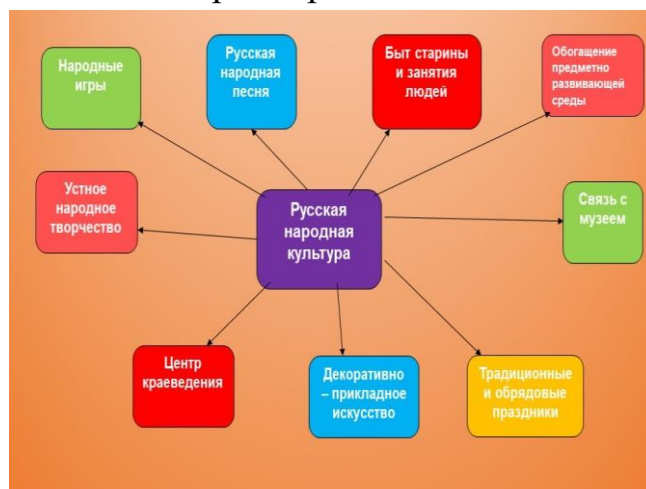 Народные
игры
Русская
народная
песня
Быт старины
и занятия
людей
Обогащение
предметно
развивающей
среды
Устное
народное
творчество
Русская
народная
культура
Связь с
музеем
Центр
краеведения
Декоративно
– прикладное
искусство
Традиционные
и обрядовые
праздники